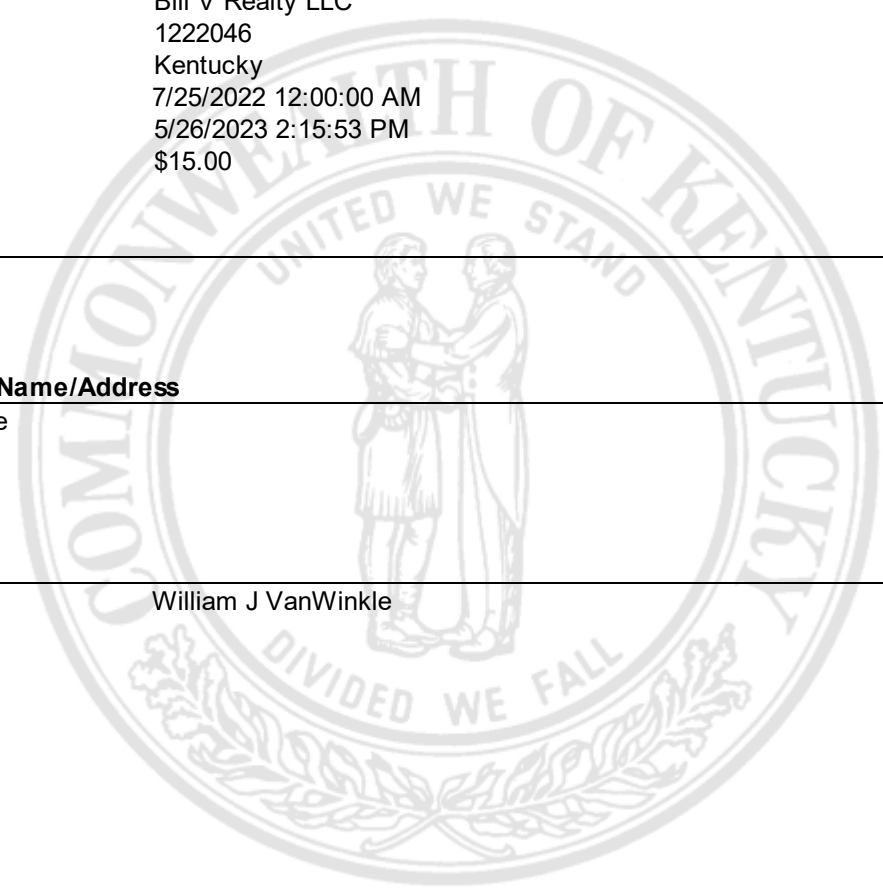 Bill V Realty LLC
1222046
Kentucky
7/25/2022 12:00:00 AM
5/26/2023 2:15:53 PM
$15.00
COMMONWEALTH OF KENTUCKY
UNITED WE STAND
Name/Address
e
William J VanWinkle
DIVIDED WE FALL